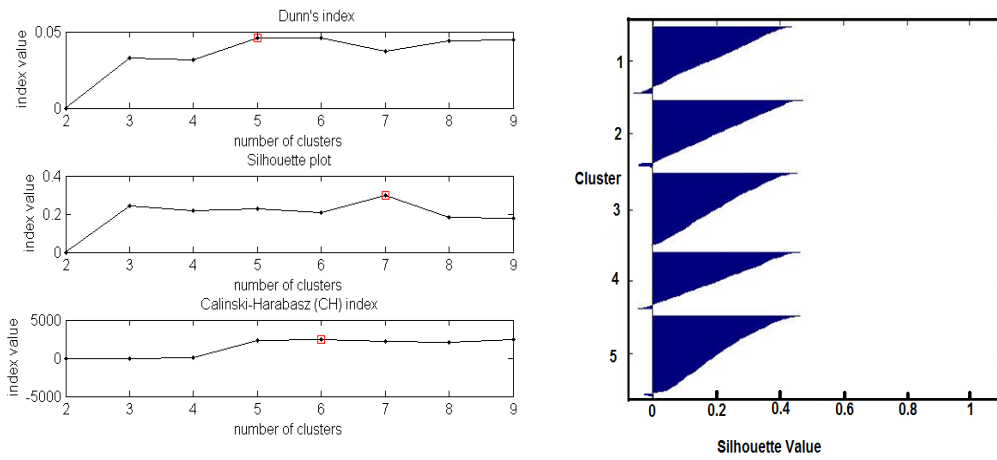 Dunn's index
0.05
0
index value
2 3 4 5 6 7 8 9
number of clusters
Silhouette plot
0.4
0.2
0
index value
2 3 4 5 6 7 8 9
number of clusters
Calinski-Harabasz (CH) index
5000
0
-5000
index value
2 3 4 5 6 7 8 9
number of clusters
1
2
Cluster
3
4
5
0 0.2 0.4 0.6 0.8 1
Silhouette Value